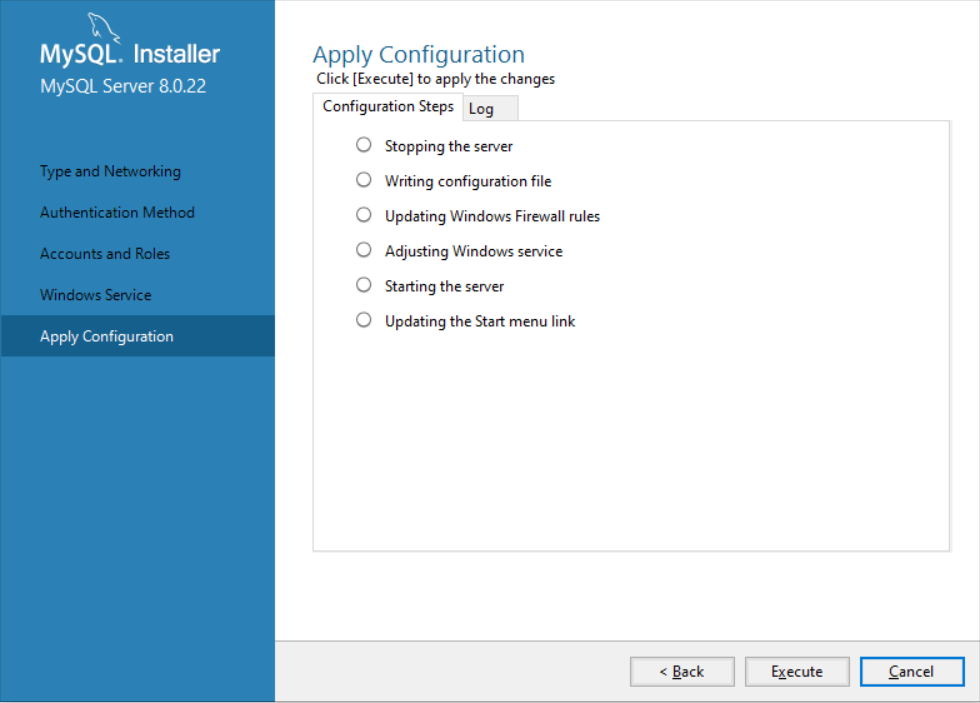 MySQL. Installer
MySQL Server 8.0.22
Type and Networking
Authentication Method
Accounts and Roles
Windows Service
Apply Configuration
Apply Configuration
Click [Execute] to apply the changes
Configuration Steps Log
Stopping the server
Writing configuration file
Updating Windows Firewall rules
Adjusting Windows service
Starting the server
Updating the Start menu link
< Back Execute Cancel